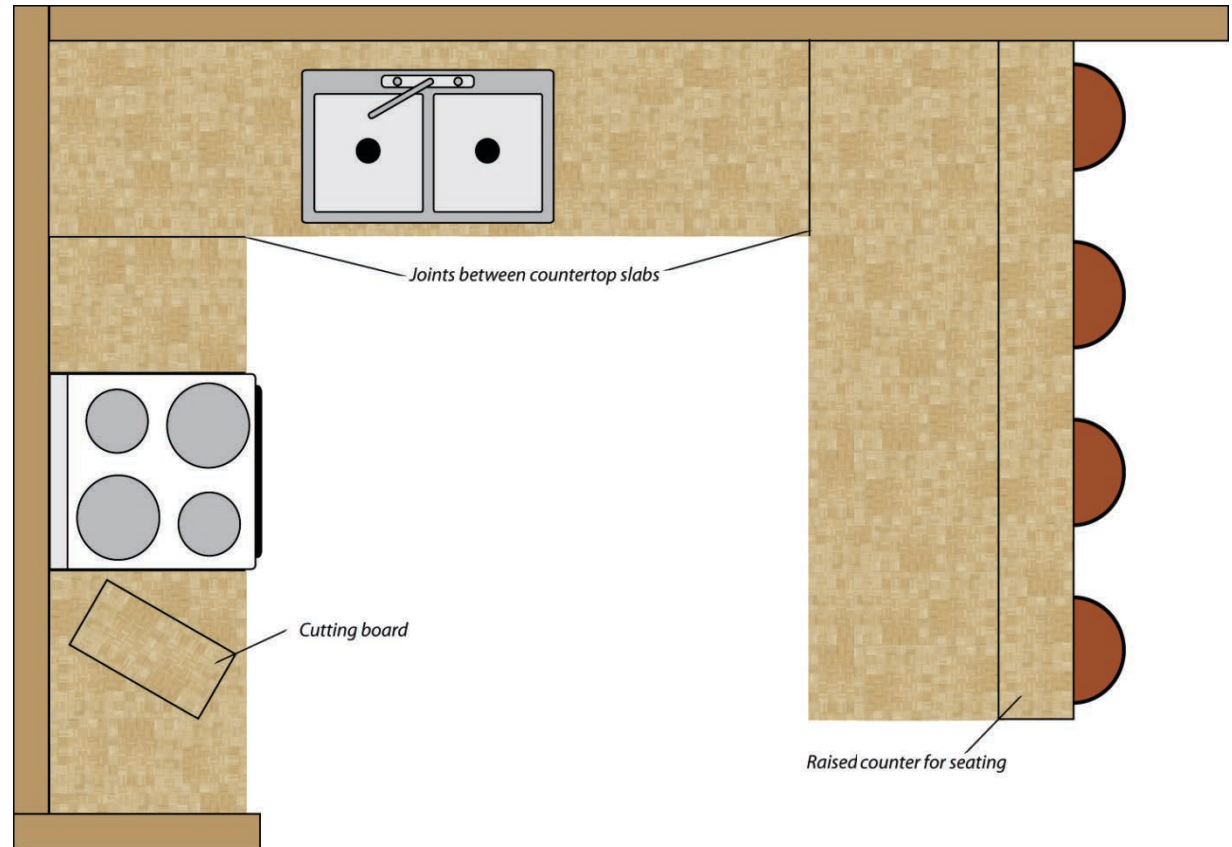 Joints between countertop slabs
Cutting board
Raised counter for seating